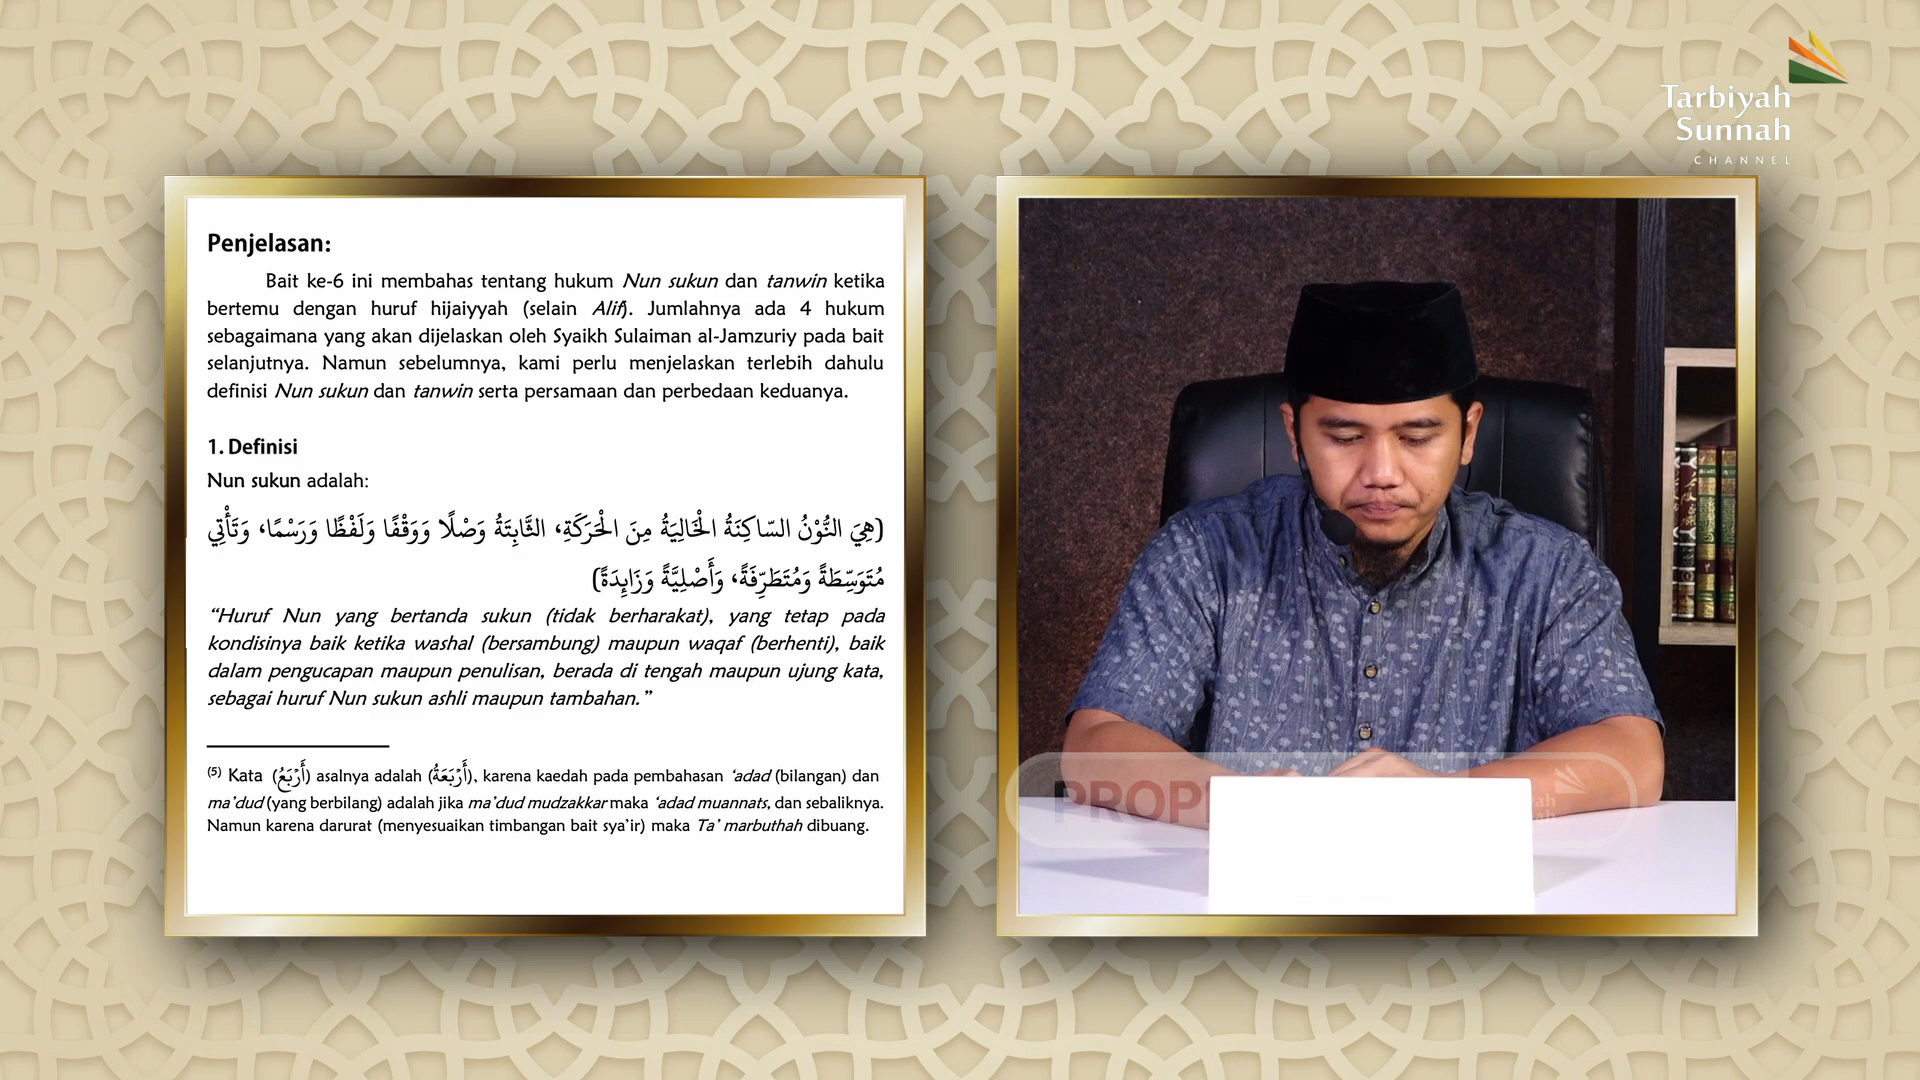 Tarbiyah
Sunnah
CHANNEL
Penjelasan:
Bait ke-6 ini membahas tentang hukum Nun sukun dan tanwin ketika
bertemu dengan huruf hijaiyyah (selain Alif). Jumlahnya ada 4 hukum
sebagaimana yang akan dijelaskan oleh Syaikh Sulaiman al-Jamzuriy pada bait
selanjutnya. Namun sebelumnya, kami perlu menjelaskan terlebih dahulu
definisi Nun sukun dan tanwin serta persamaan dan perbedaan keduanya.
1. Definisi
Nun sukun adalah:
(هِيَ النُّوْنُ السّاكِنَةُ الْخَالِيَةُ مِنَ الْحَرَكَةِ، الثَّابِتَةُ وَصْلًا وَوَقْفًا وَلَفْظًا وَرَسْمًا، وَتَأْتِي
مُتَوَسِّطَةً وَمُتَطَرِّفَةً، وَأَصْلِيَّةً وَزَايِدَةً)
“Huruf Nun yang bertanda sukun (tidak berharakat), yang tetap pada
kondisinya baik ketika washal (bersambung) maupun waqaf (berhenti), baik
dalam pengucapan maupun penulisan, berada di tengah maupun ujung kata,
sebagai huruf Nun sukun ashli maupun tambahan.”
(5) Kata (أَرْبَعُ) asalnya adalah (أَرْبَعَةُ), karena kaedah pada pembahasan ‘adad (bilangan) dan
ma’dud (yang berbilang) adalah jika ma’dud mudzakkar maka ‘adad muannats, dan sebaliknya.
Namun karena darurat (menyesuaikan timbangan bait sya’ir) maka Ta’ marbuthah dibuang.